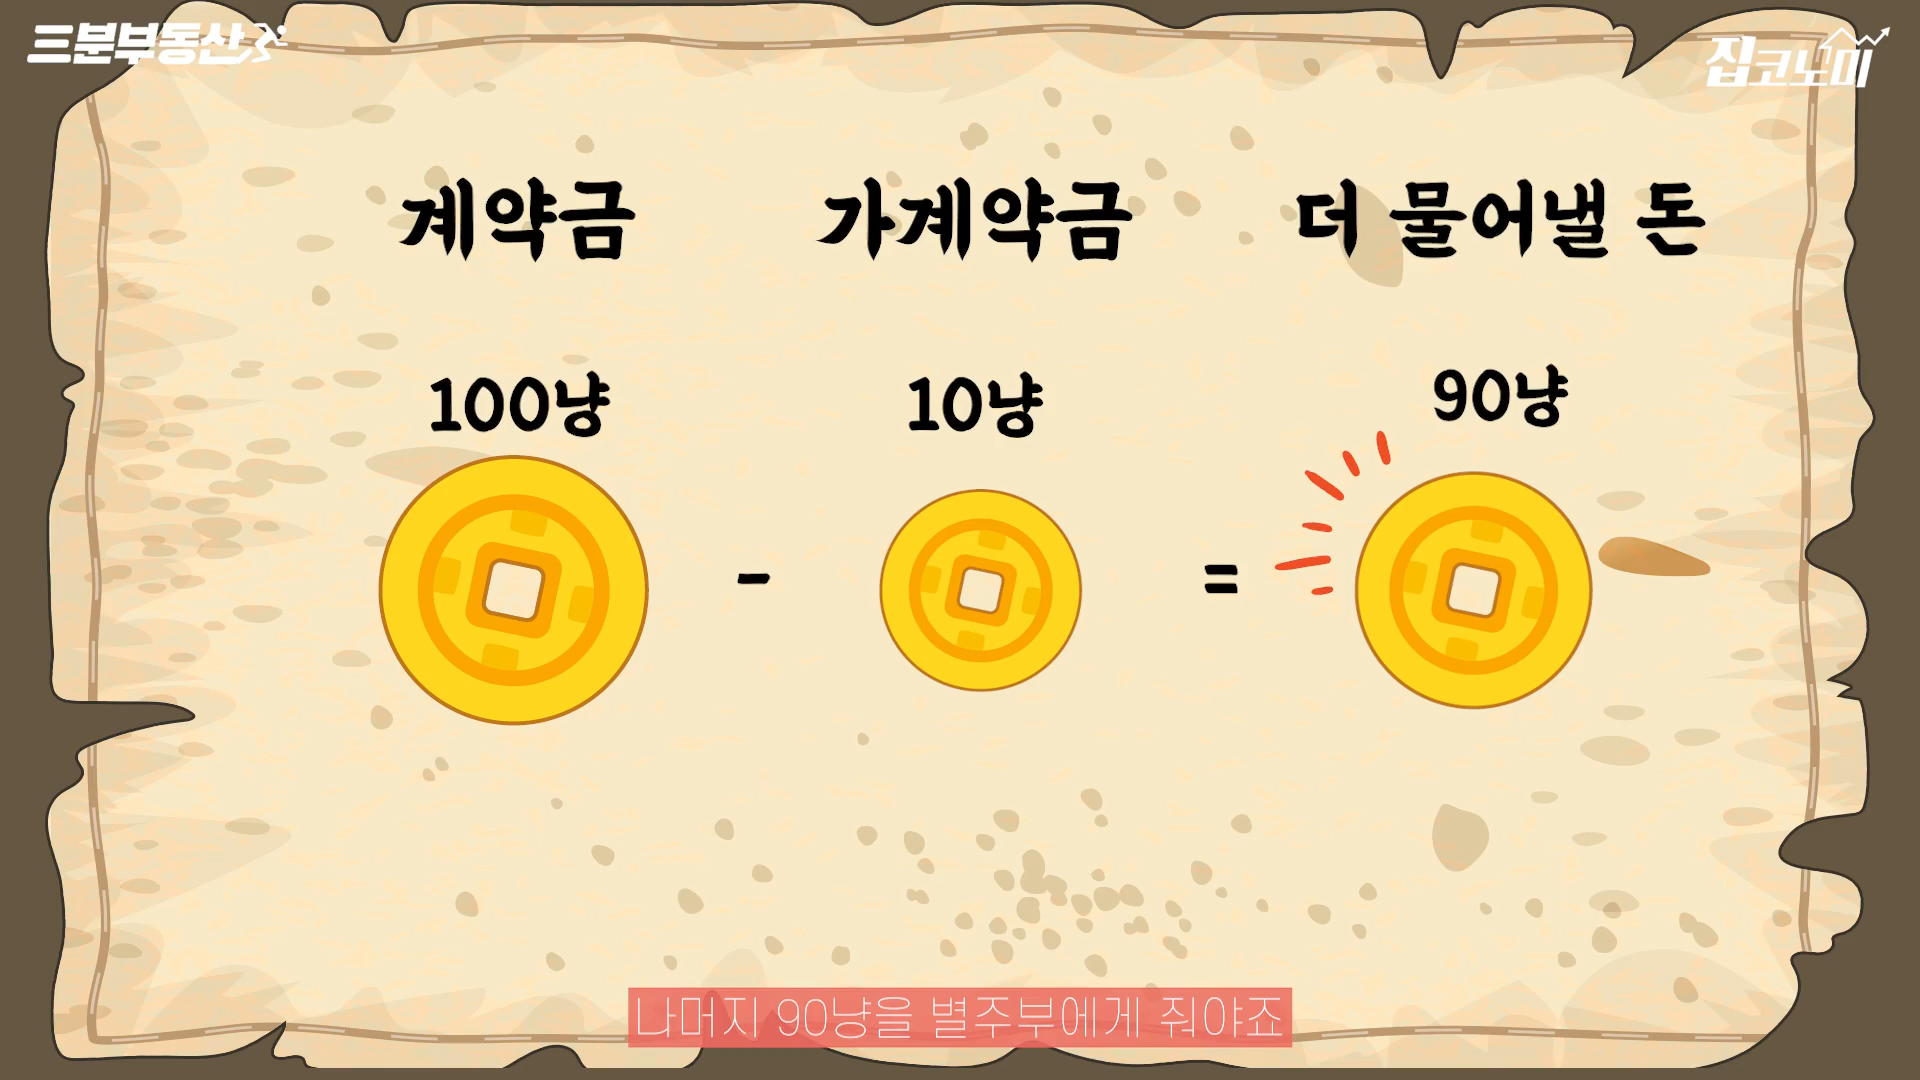 三분부동산
집코노미
계약금 가계약금 더 물어낼 돈
100냥 10냥 90냥
- =
나머지 90냥을 별주부에게 줘야죠